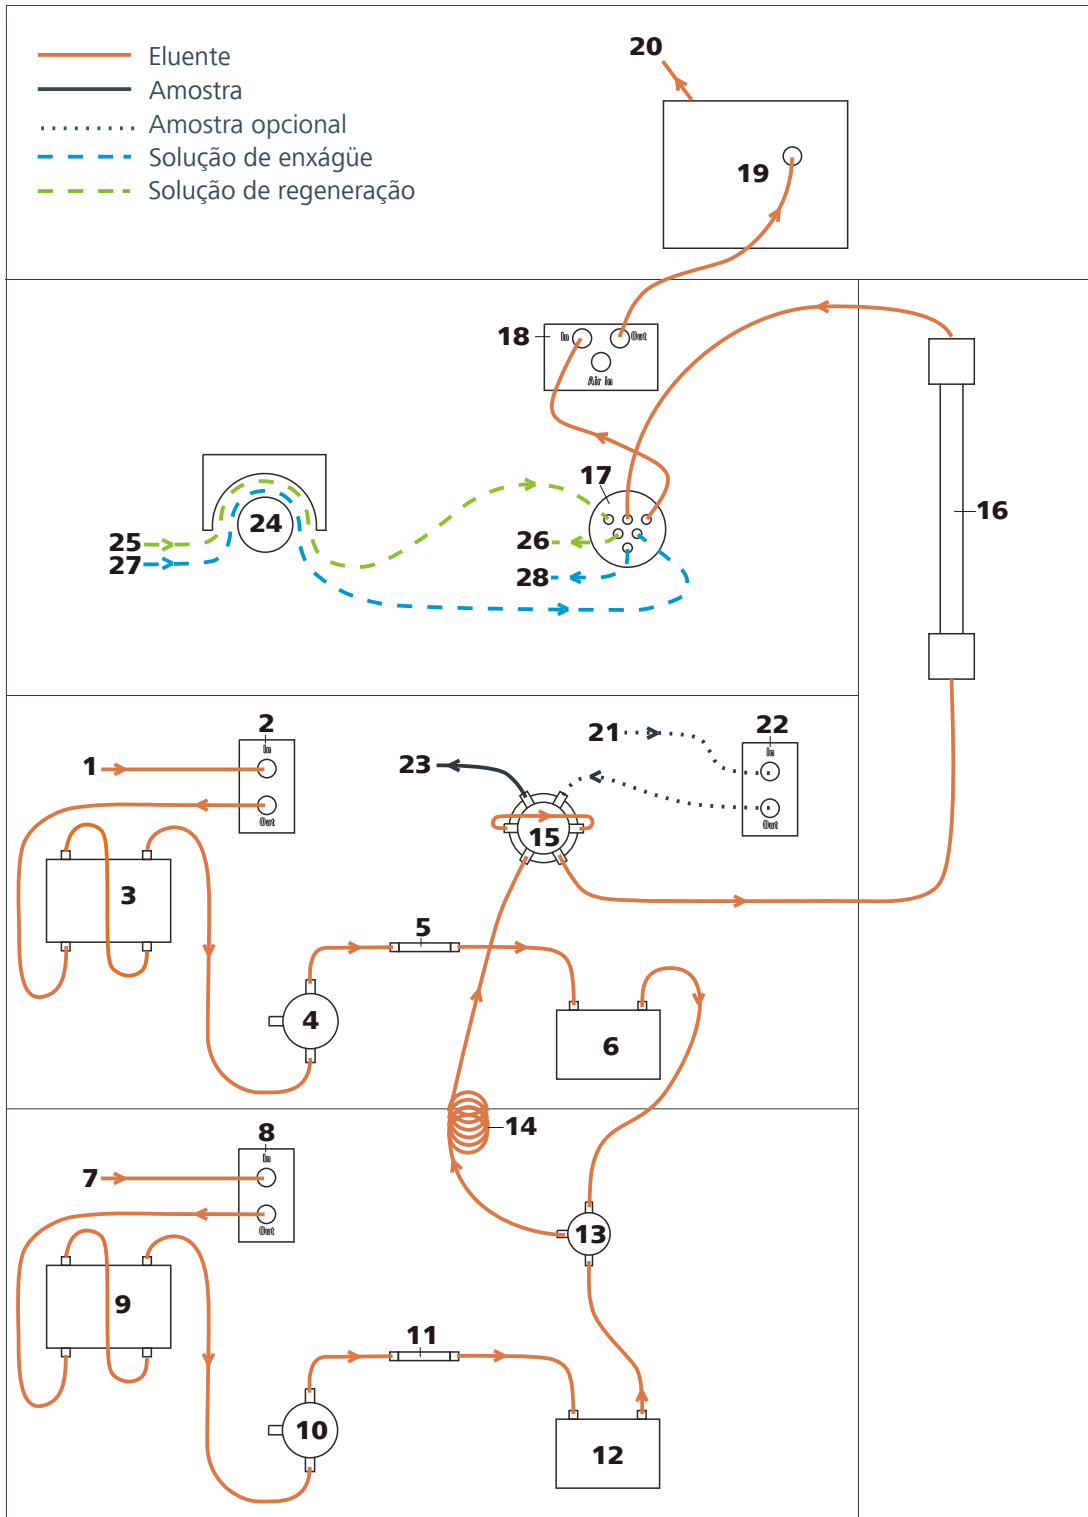 Eluente
Amostra
Amostra opcional
Solução de enxágüe
Solução de regeneração
20
19
18
In
Out
Air in
17
16
24
25
27
26
28
2
In
1
Out
3
21
22
In
Out
23
15
5
4
6
14
8
In
7
Out
13
9
11
10
12